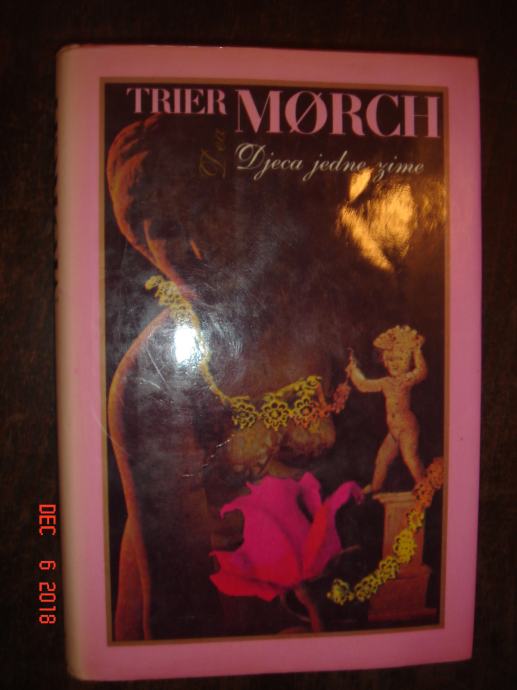 TRIER MØRCH
Dea
Djeca jedne zime
DEC 6 2018